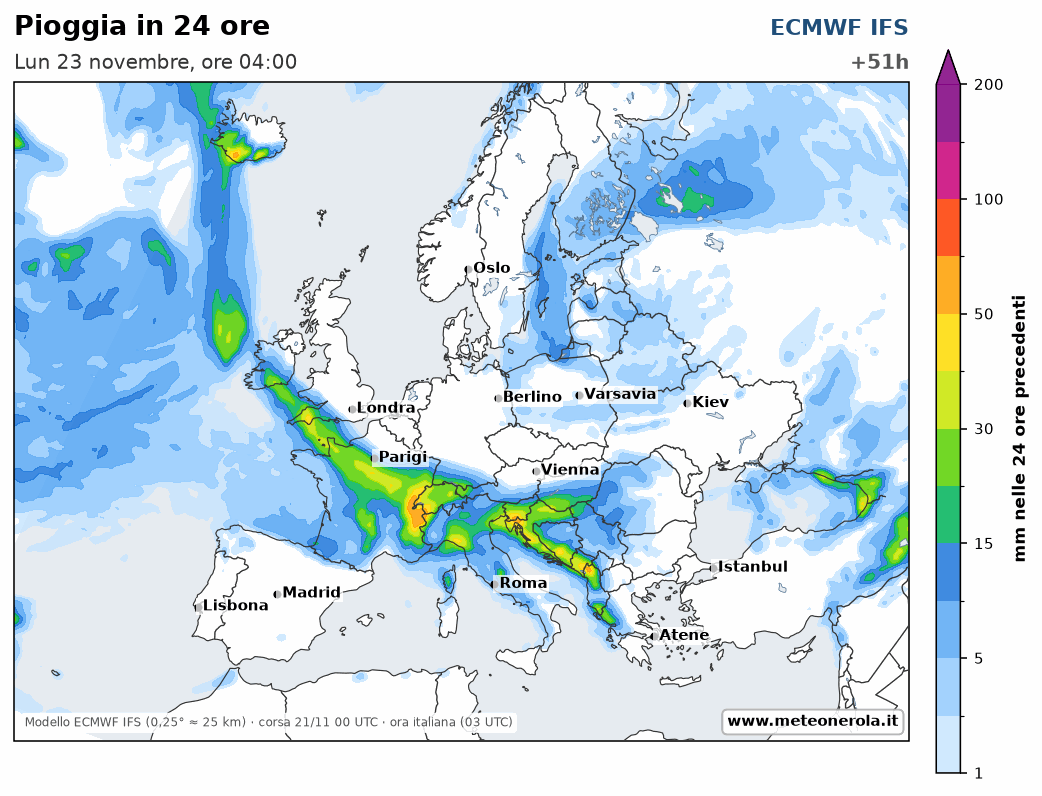 Pioggia in 24 ore
ECMWF IFS
Lun 23 novembre, ore 04:00
+51h
200
100
50
30
15
5
1
mm nelle 24 ore precedenti
Oslo
Londra
Berlino
Varsavia
Kiev
Parigi
Vienna
Istanbul
Roma
Madrid
Lisbona
Atene
Modello ECMWF IFS (0,25° ≈ 25 km) · corsa 21/11 00 UTC · ora italiana (03 UTC)
www.meteonerola.it